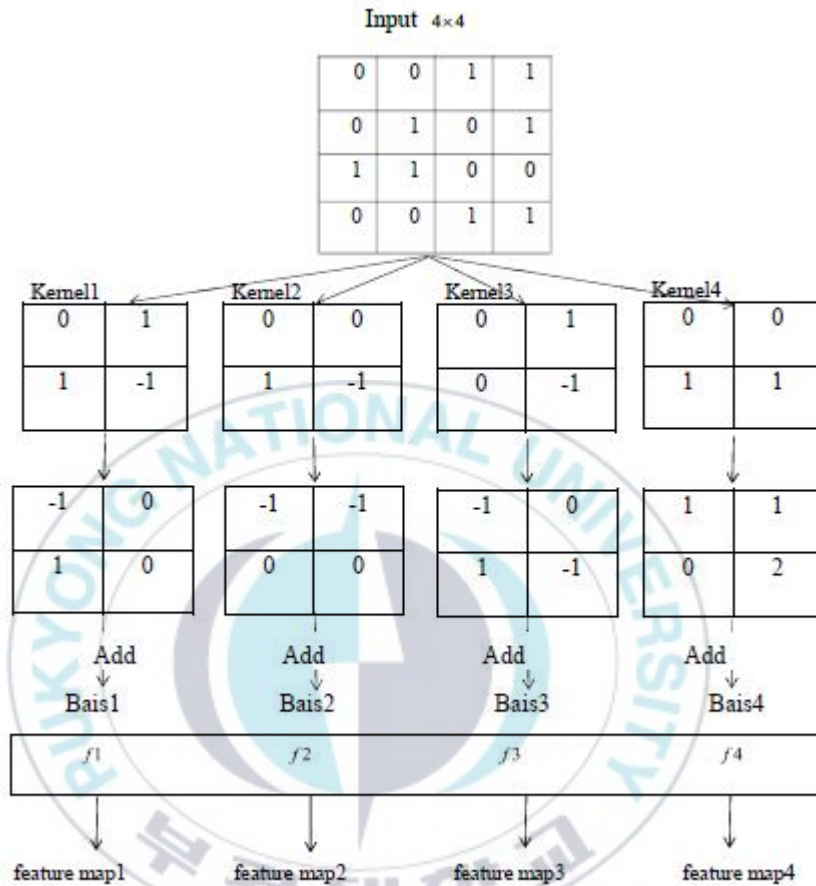 Input 4×4
0 0 1 1
0 1 0 1
1 1 0 0
0 0 1 1
Kernel1 Kernel2 Kernel3 Kernel4
0 1 0 0 0 1 0 0
1 -1 1 -1 0 -1 1 1
-1 0 -1 -1 -1 0 1 1
1 0 0 0 1 -1 0 2
Add Add Add Add
Bais1 Bais2 Bais3 Bais4
f1 f2 f3 f4
feature map1 feature map2 feature map3 feature map4
PUKYONG NATIONAL UNIVERSITY